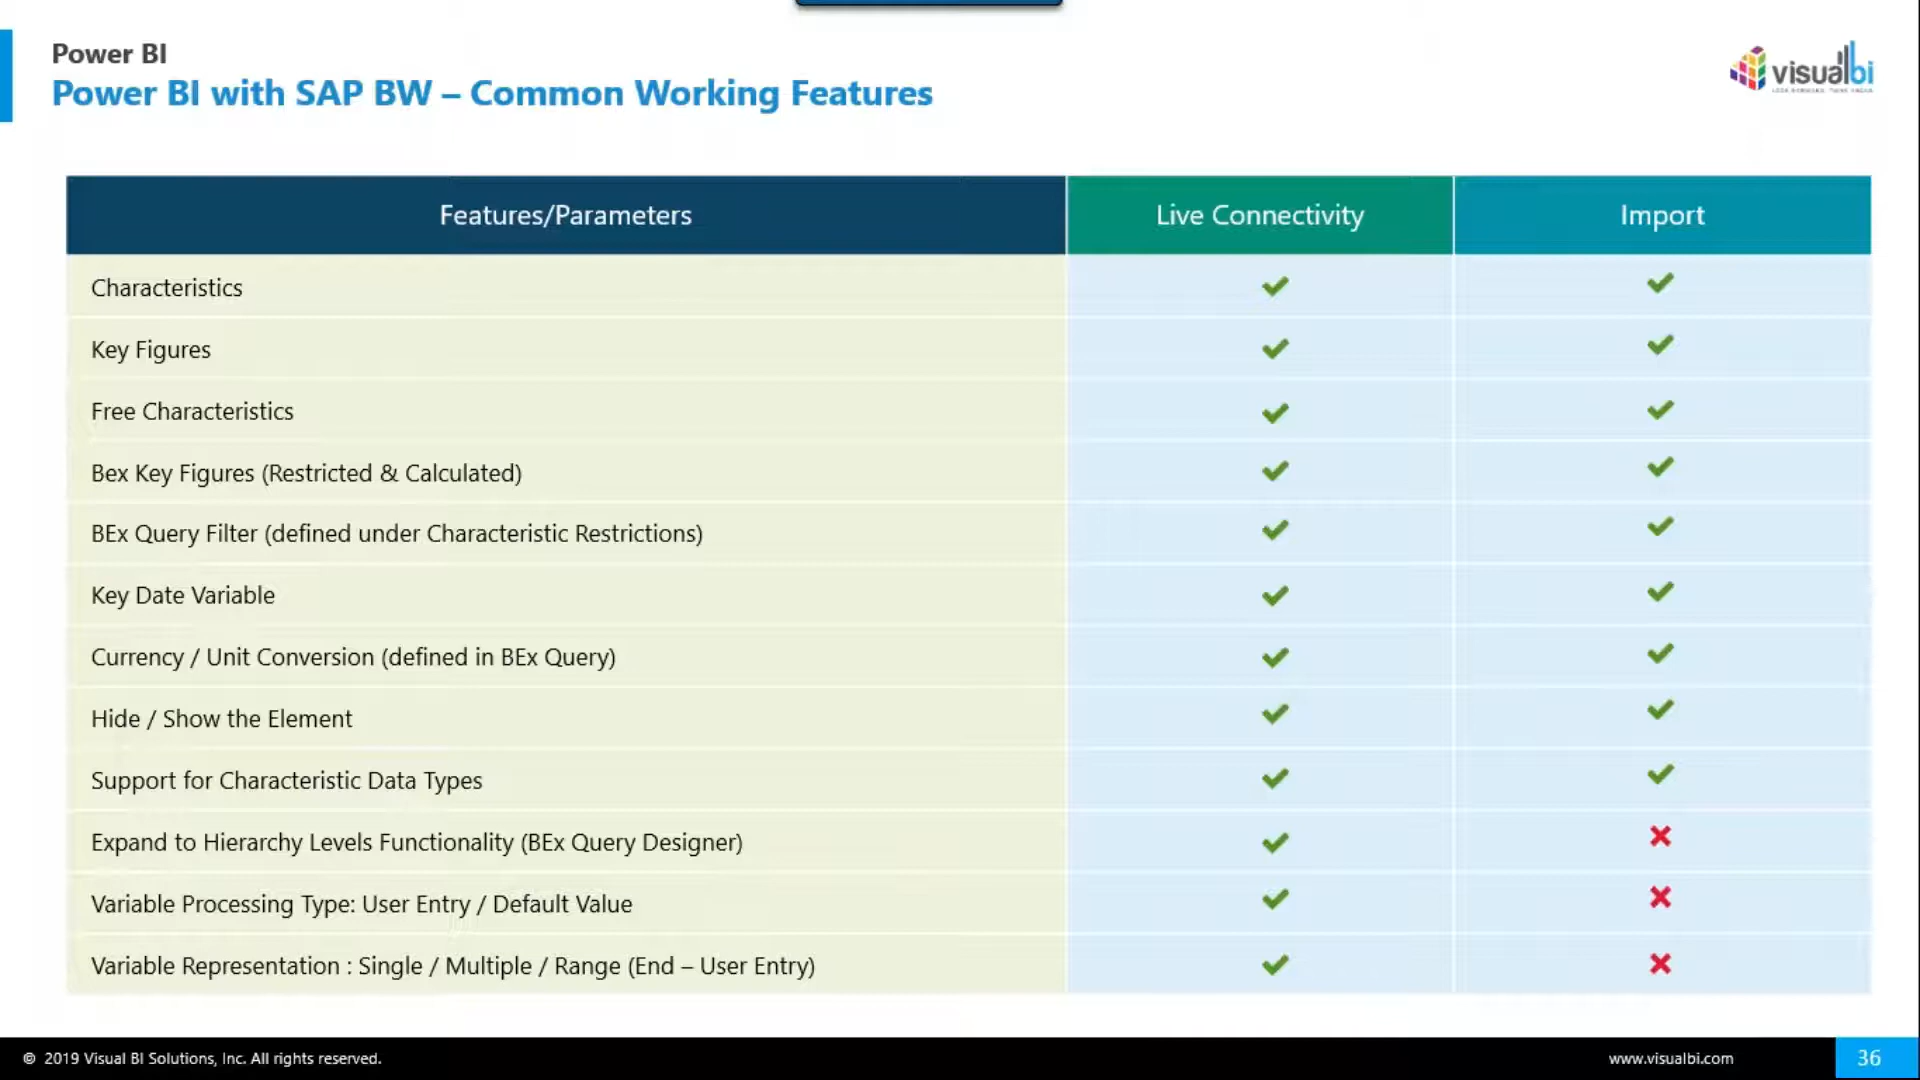 Power BI
Power BI with SAP BW – Common Working Features
visualbi
Features/Parameters Live Connectivity Import
Characteristics ✔ ✔
Key Figures ✔ ✔
Free Characteristics ✔ ✔
Bex Key Figures (Restricted & Calculated) ✔ ✔
BEx Query Filter (defined under Characteristic Restrictions) ✔ ✔
Key Date Variable ✔ ✔
Currency / Unit Conversion (defined in BEx Query) ✔ ✔
Hide / Show the Element ✔ ✔
Support for Characteristic Data Types ✔ ✔
Expand to Hierarchy Levels Functionality (BEx Query Designer) ✔ ✖
Variable Processing Type: User Entry / Default Value ✔ ✖
Variable Representation : Single / Multiple / Range (End – User Entry) ✔ ✖
© 2019 Visual BI Solutions, Inc. All rights reserved. www.visualbi.com 36